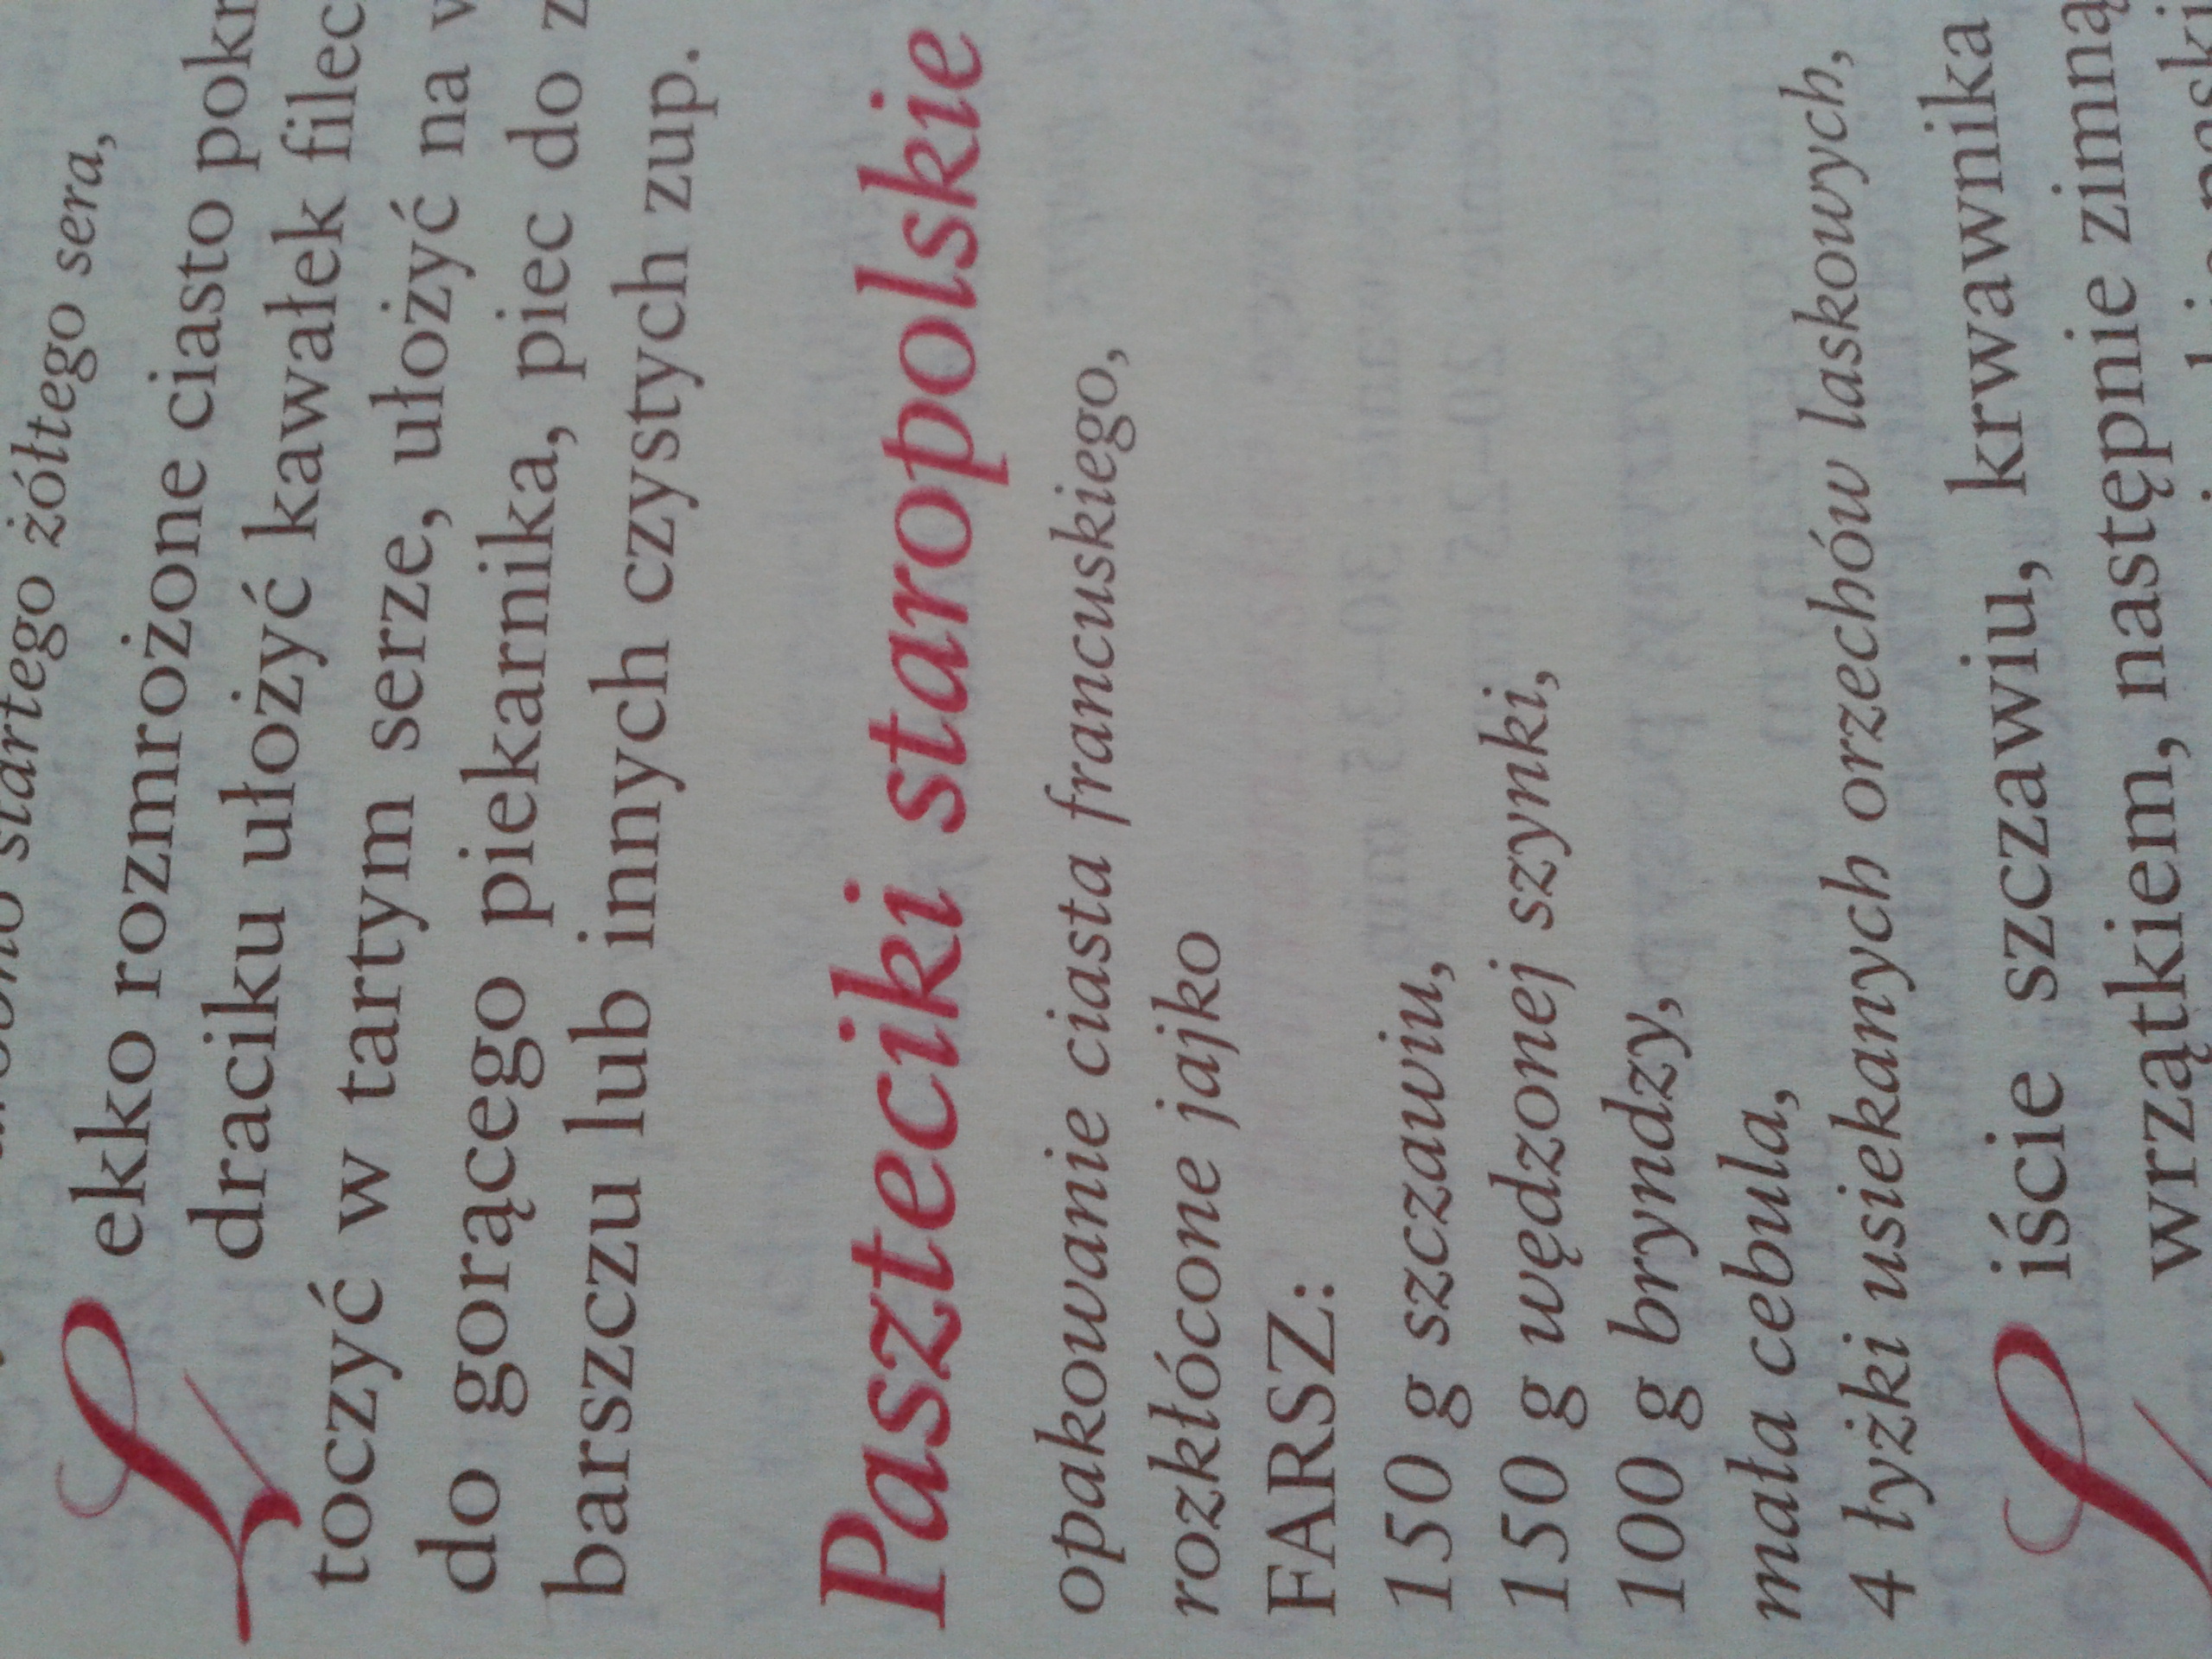 startego żółtego sera,
Lekko rozmrożone ciasto
draciku ułożyć kawałek
toczyć w tartym serze, ułożyć na
do gorącego piekarnika, piec do
barszczu lub innych czystych zup.
Paszteciki staropolskie
opakowanie ciasta francuskiego,
rozkłócone jajko
FARSZ:
150 g szczawiu,
150 g wędzonej szynki,
100 g bryndzy,
mała cebula,
4 łyżki usiekanych orzechów laskowych,
Liście szczawiu, krwawnika
wrzątkiem, następnie zimną